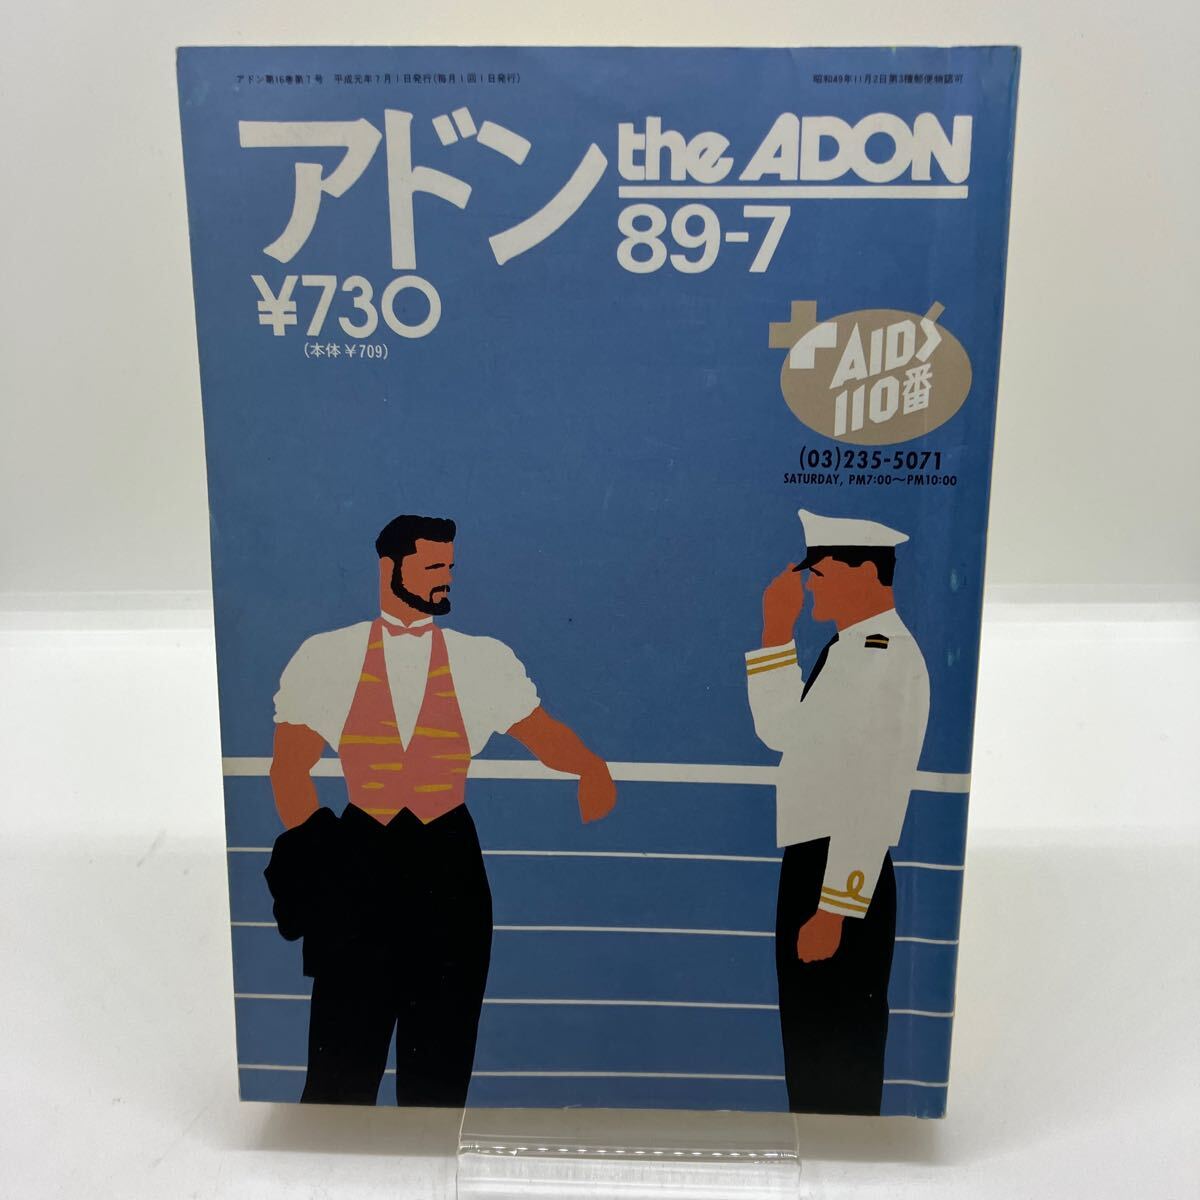 アドン第16巻第7号 平成元年7月1日発行(毎月1回1日発行)
昭和49年11月2日第3種郵便物認可
アドン
the ADON
89-7
¥730
(本体¥709)
AIDS
110番
(03)235-5071
SATURDAY, PM7:00〜PM10:00